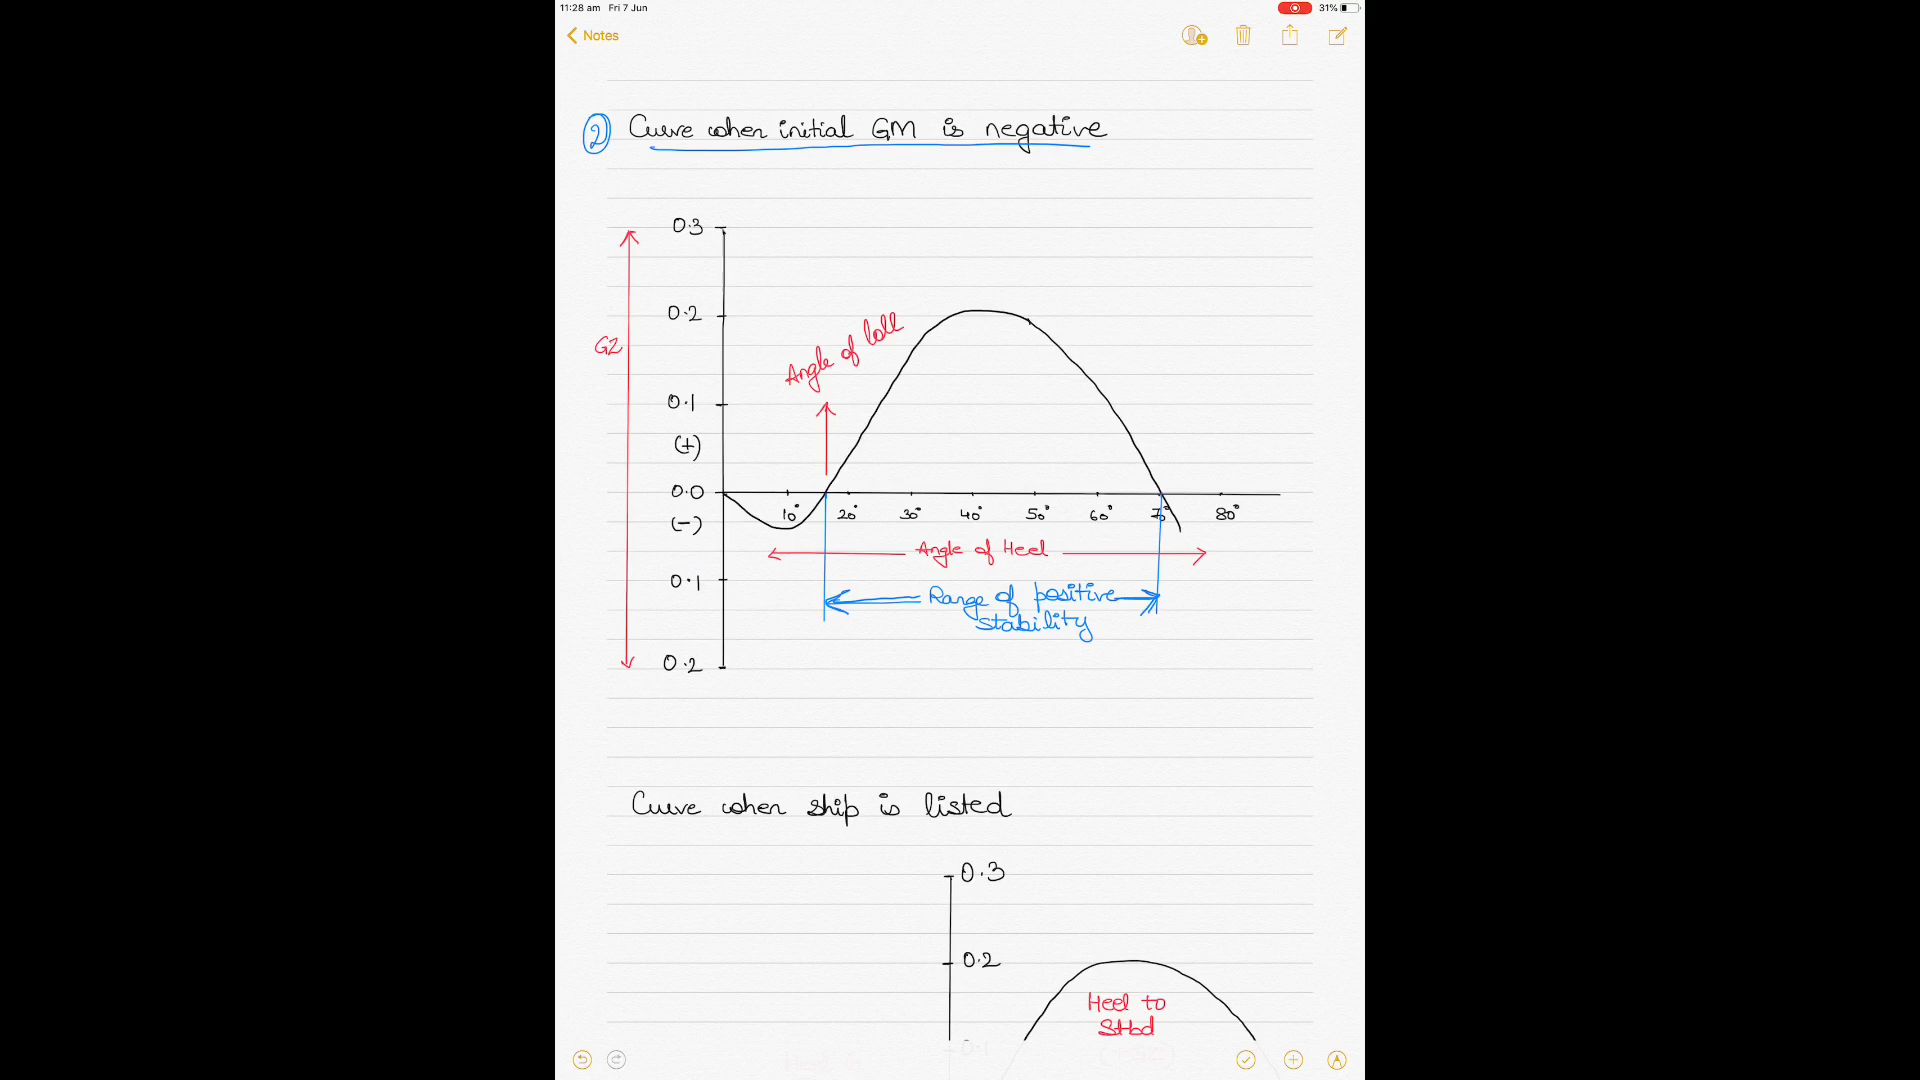 11:28 am Fri 7 Jun
31%
Notes
2 Curve when initial GM is negative
0.3
0.2
GZ
Angle of Loll
0.1
(+)
0.0
10° 20° 30° 40° 50° 60° 70° 80°
(-)
Angle of Heel
0.1
Range of positive
stability
0.2
Curve when ship is listed
0.3
0.2
Heel to
Stbd
0.1